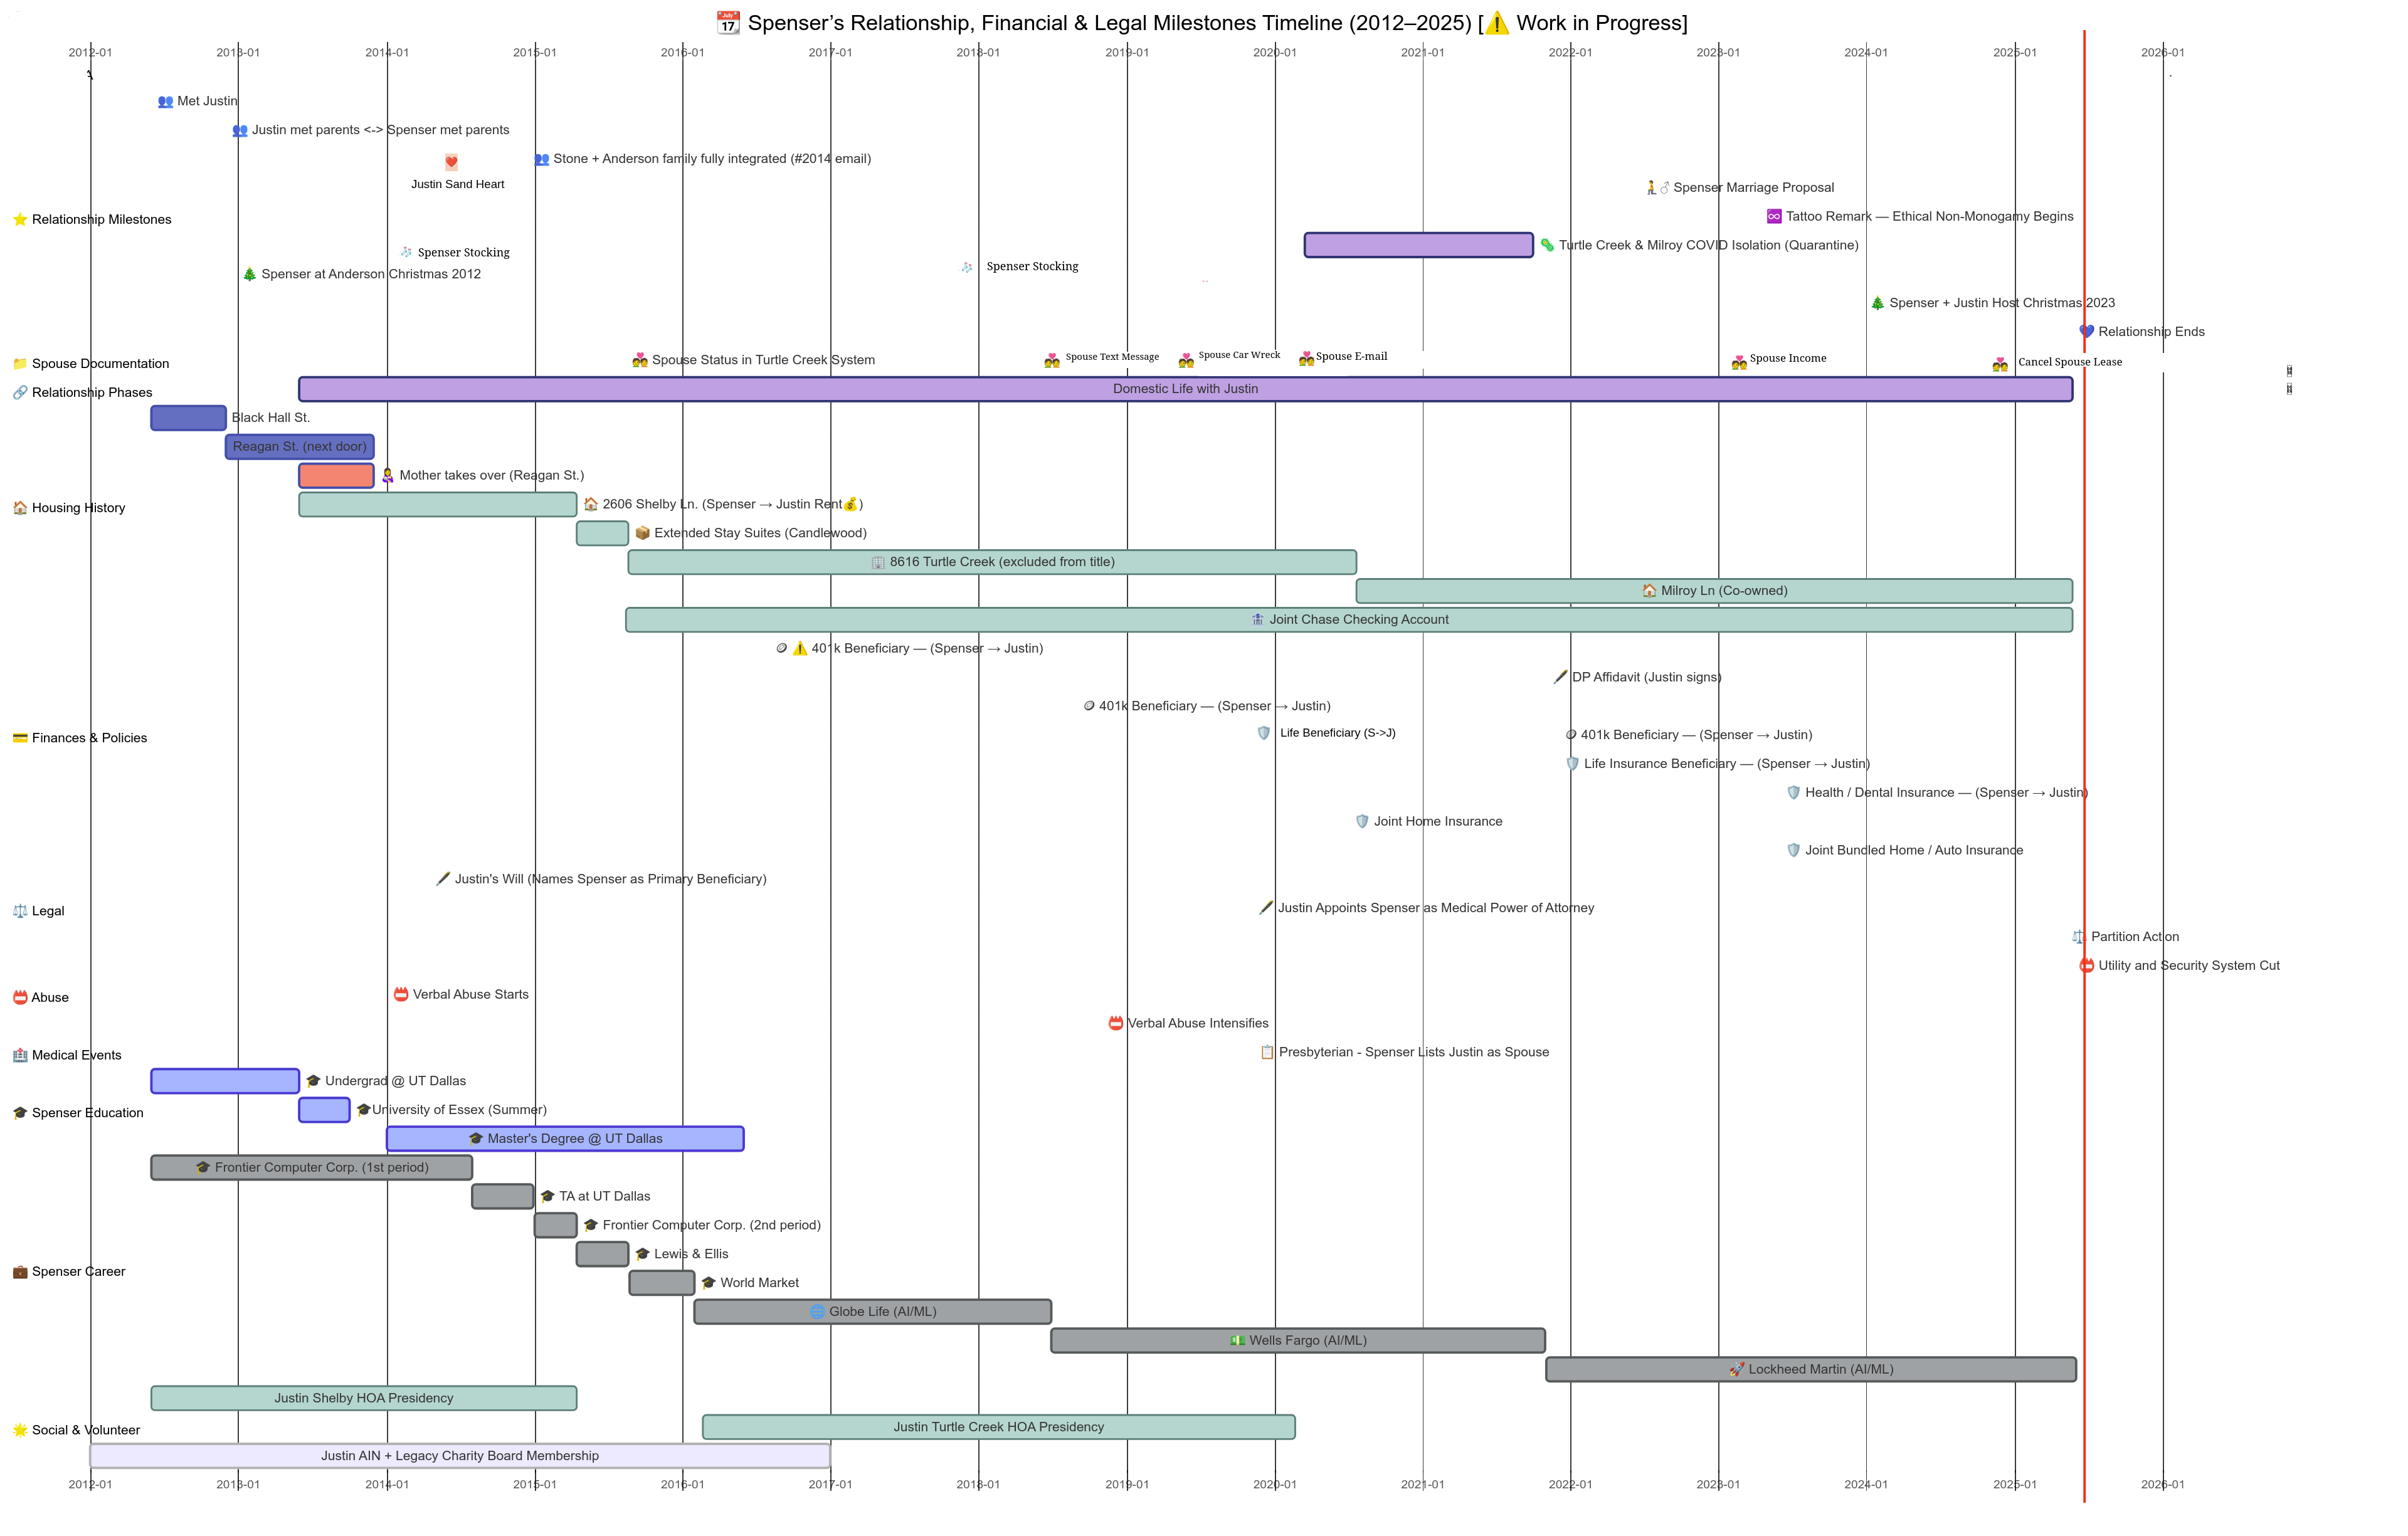 📆 Spenser’s Relationship, Financial & Legal Milestones Timeline (2012–2025) [⚠️ Work in Progress]
2012-01 2013-01 2014-01 2015-01 2016-01 2017-01 2018-01 2019-01 2020-01 2021-01 2022-01 2023-01 2024-01 2025-01 2026-01
👥 Met Justin
👥 Justin met parents <-> Spenser met parents
👥 Stone + Anderson family fully integrated (#2014 email)
Justin Sand Heart
Spenser Marriage Proposal
⭐ Relationship Milestones
♾️ Tattoo Remark — Ethical Non-Monogamy Begins
🦠 Turtle Creek & Milroy COVID Isolation (Quarantine)
Spenser Stocking
Spenser Stocking
🎄 Spenser at Anderson Christmas 2012
🎄 Spenser + Justin Host Christmas 2023
💙 Relationship Ends
📁 Spouse Documentation
Spouse Status in Turtle Creek System
Spouse Text Message
Spouse Car Wreck
Spouse E-mail
Spouse Income
Cancel Spouse Lease
🔗 Relationship Phases
Domestic Life with Justin
Black Hall St.
Reagan St. (next door)
Mother takes over (Reagan St.)
🏠 Housing History
🏠 2606 Shelby Ln. (Spenser → Justin Rent💰)
📦 Extended Stay Suites (Candlewood)
🏢 8616 Turtle Creek (excluded from title)
🏠 Milroy Ln (Co-owned)
🏦 Joint Chase Checking Account
🪙 ⚠️ 401k Beneficiary — (Spenser → Justin)
🖋️ DP Affidavit (Justin signs)
🪙 401k Beneficiary — (Spenser → Justin)
💳 Finances & Policies
🛡️ Life Beneficiary (S->J)
🪙 401k Beneficiary — (Spenser → Justin)
🛡️ Life Insurance Beneficiary — (Spenser → Justin)
🛡️ Health / Dental Insurance — (Spenser → Justin)
🛡️ Joint Home Insurance
🛡️ Joint Bundled Home / Auto Insurance
🖋️ Justin's Will (Names Spenser as Primary Beneficiary)
⚖️ Legal
🖋️ Justin Appoints Spenser as Medical Power of Attorney
⚖️ Partition Action
📛 Utility and Security System Cut
📛 Abuse
📛 Verbal Abuse Starts
📛 Verbal Abuse Intensifies
🏥 Medical Events
📋 Presbyterian - Spenser Lists Justin as Spouse
🎓 Undergrad @ UT Dallas
🎓 Spenser Education
🎓University of Essex (Summer)
🎓 Master's Degree @ UT Dallas
🎓 Frontier Computer Corp. (1st period)
🎓 TA at UT Dallas
🎓 Frontier Computer Corp. (2nd period)
🎓 Lewis & Ellis
💼 Spenser Career
🎓 World Market
🌐 Globe Life (AI/ML)
💵 Wells Fargo (AI/ML)
🚀 Lockheed Martin (AI/ML)
Justin Shelby HOA Presidency
🌟 Social & Volunteer
Justin Turtle Creek HOA Presidency
Justin AIN + Legacy Charity Board Membership
2012-01 2013-01 2014-01 2015-01 2016-01 2017-01 2018-01 2019-01 2020-01 2021-01 2022-01 2023-01 2024-01 2025-01 2026-01